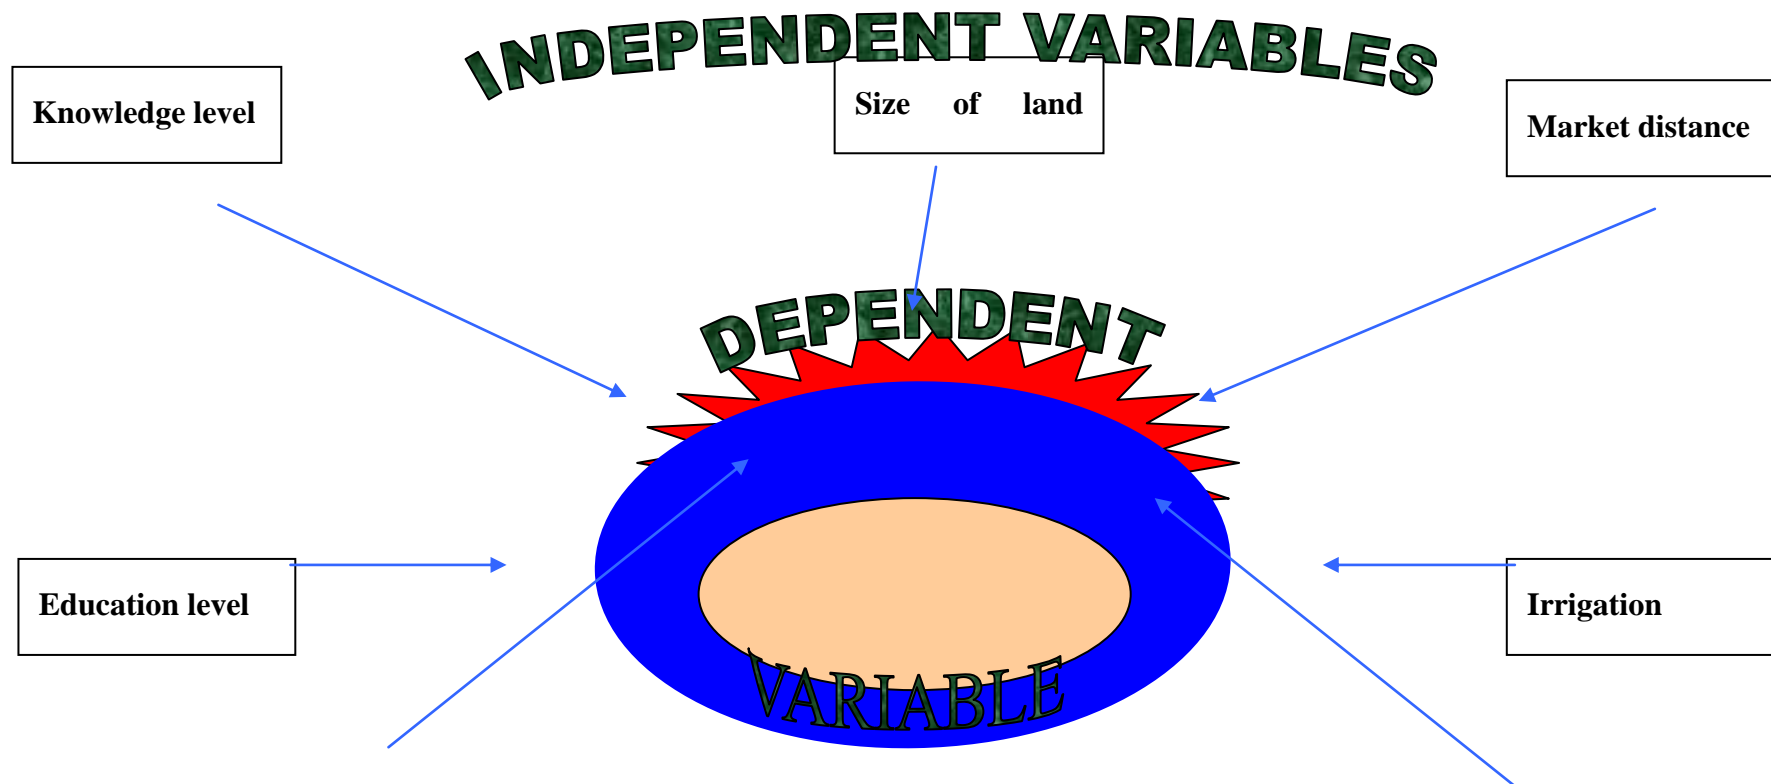 INDEPENDENT VARIABLES
Knowledge level
Size of land
Market distance
DEPENDENT
Education level
Irrigation
VARIABLE